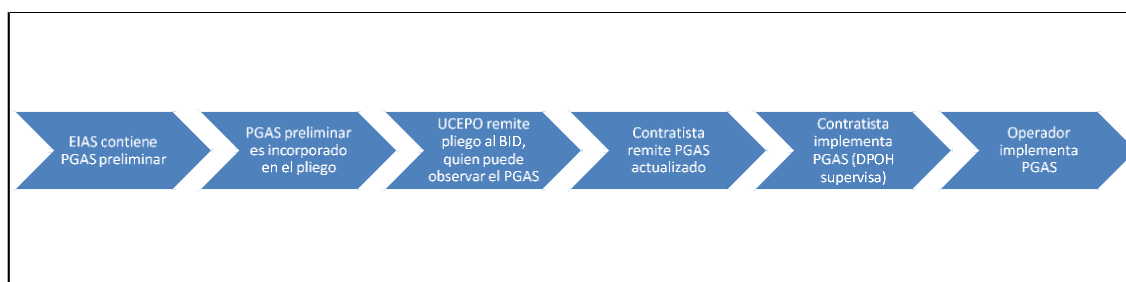 EIAS contiene
PGAS preliminar
PGAS preliminar
es incorporado
en el pliego
UCEPO remite
pliego al BID,
quien puede
observar el PGAS
Contratista
remite PGAS
actualizado
Contratista
implementa
PGAS (DPOH
supervisa)
Operador
implementa
PGAS